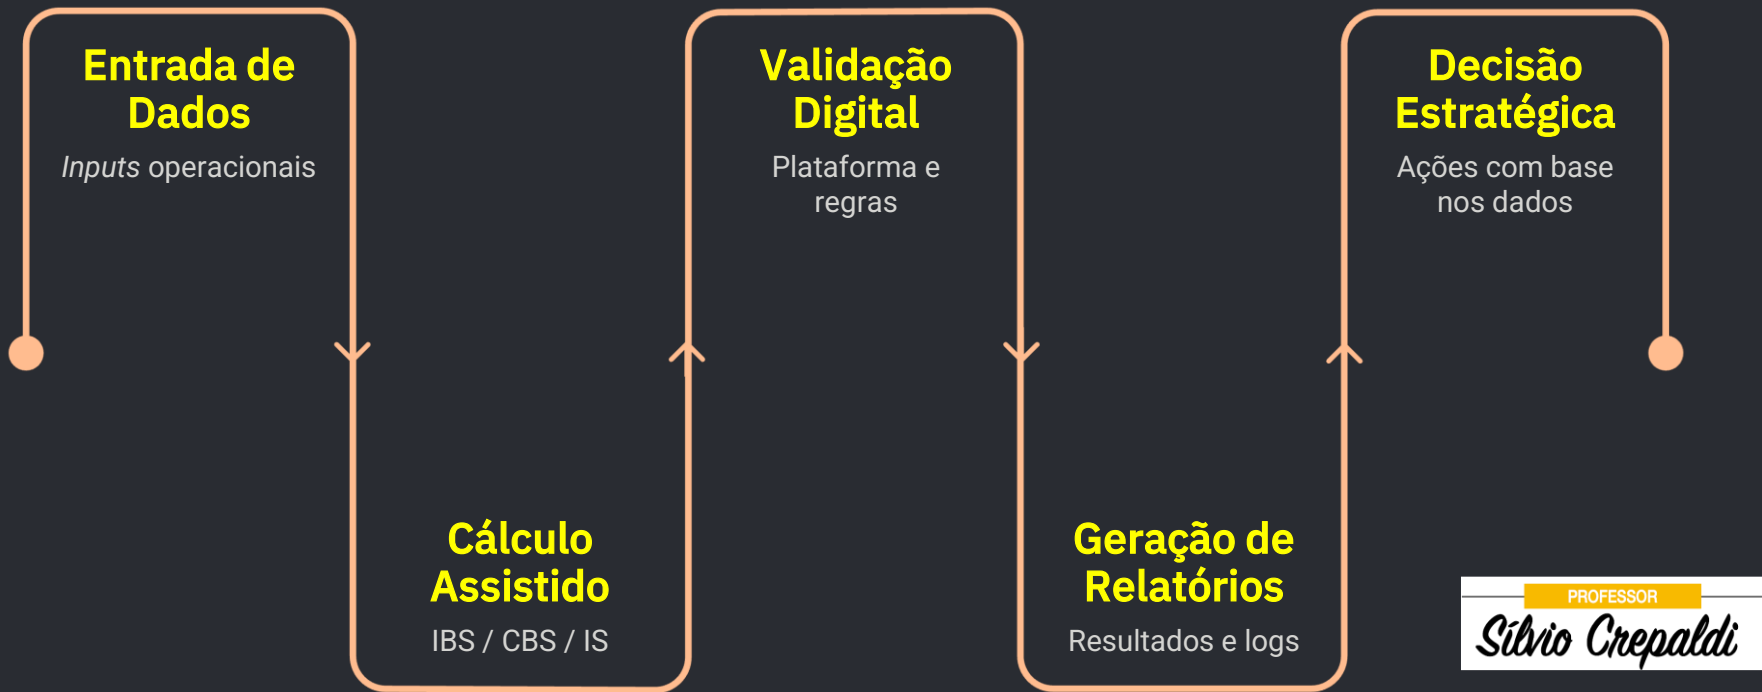 Entrada de
Dados
Inputs operacionais
Cálculo
Assistido
IBS / CBS / IS
Validação
Digital
Plataforma e
regras
Geração de
Relatórios
Resultados e logs
Decisão
Estratégica
Ações com base
nos dados
PROFESSOR
Sílvio Crepaldi